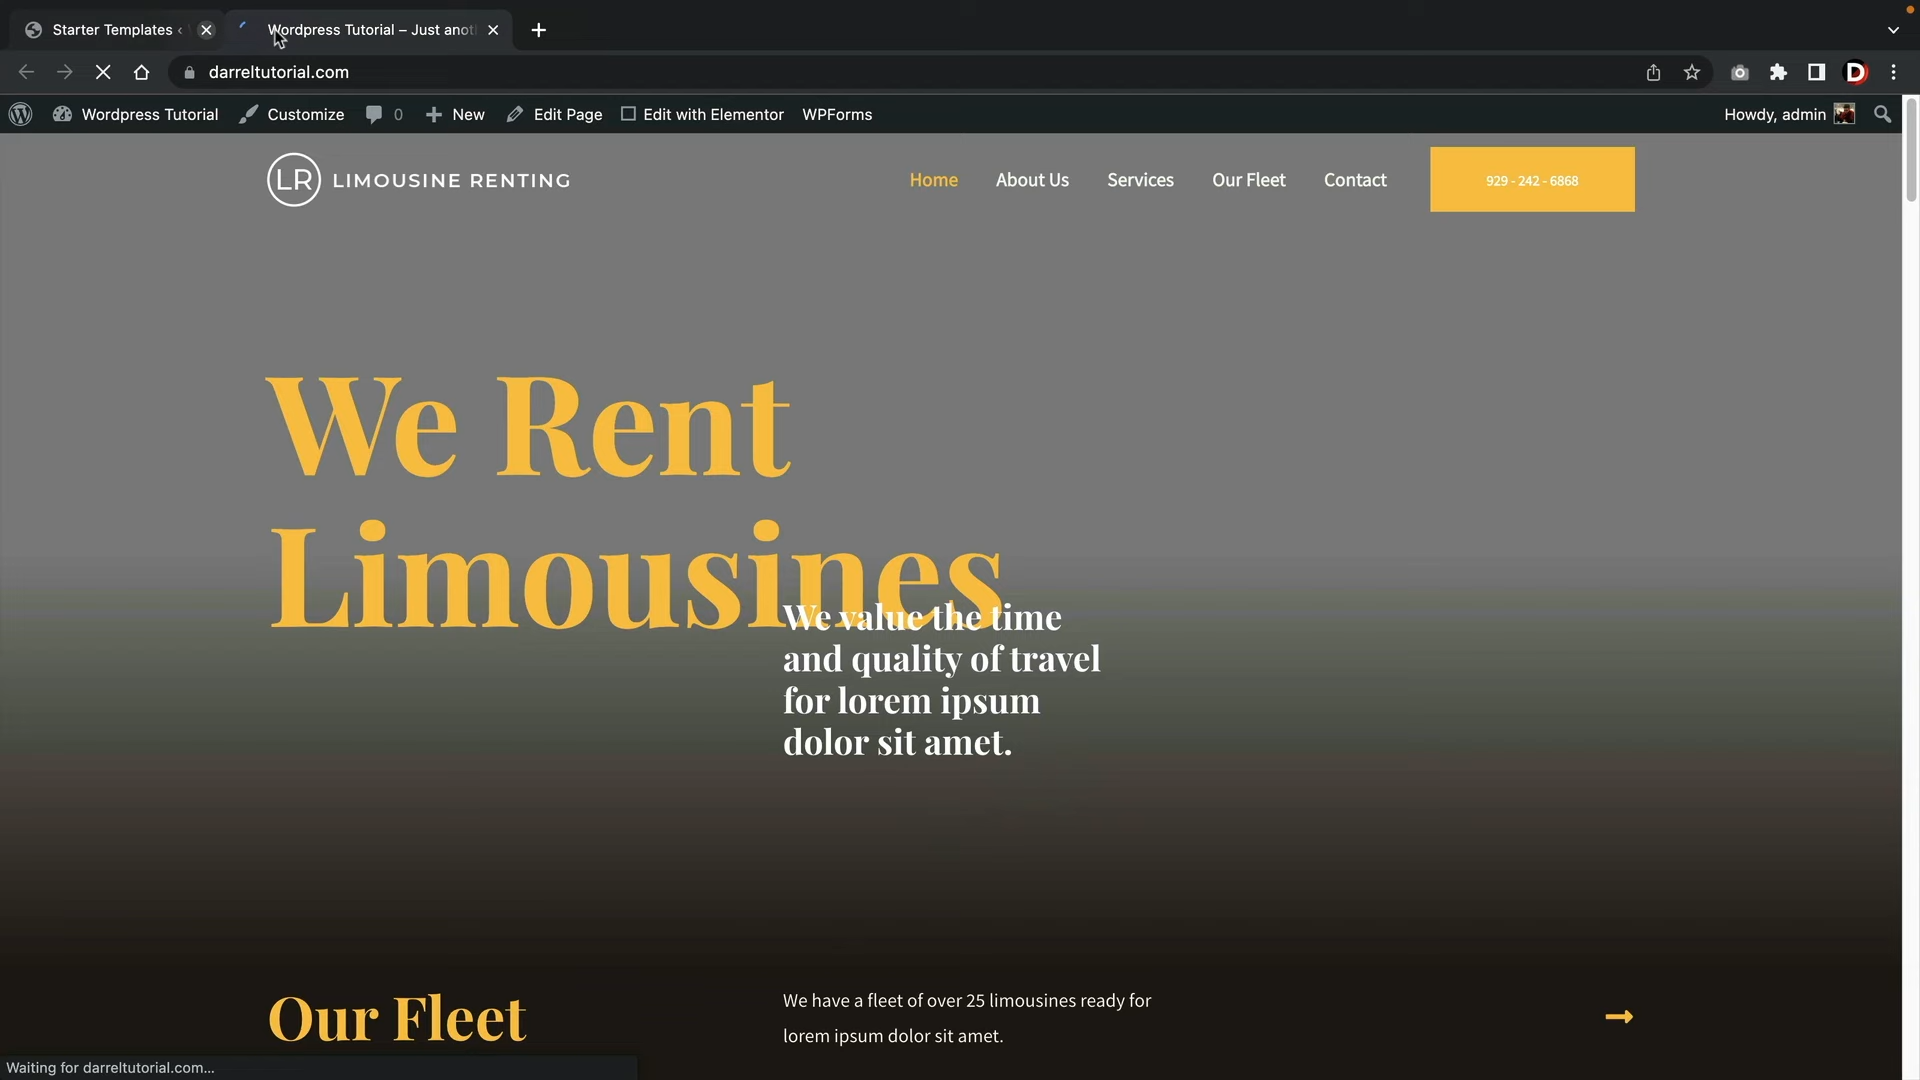 Starter Templates ‹
Wordpress Tutorial – Just anot
darreltutorial.com
Wordpress Tutorial
Customize
0
New
Edit Page
Edit with Elementor
WPForms
Howdy, admin
LR LIMOUSINE RENTING
Home
About Us
Services
Our Fleet
Contact
929 - 242 - 6868
We Rent
Limousines
We value the time
and quality of travel
for lorem ipsum
dolor sit amet.
Our Fleet
We have a fleet of over 25 limousines ready for
lorem ipsum dolor sit amet.
Waiting for darreltutorial.com...